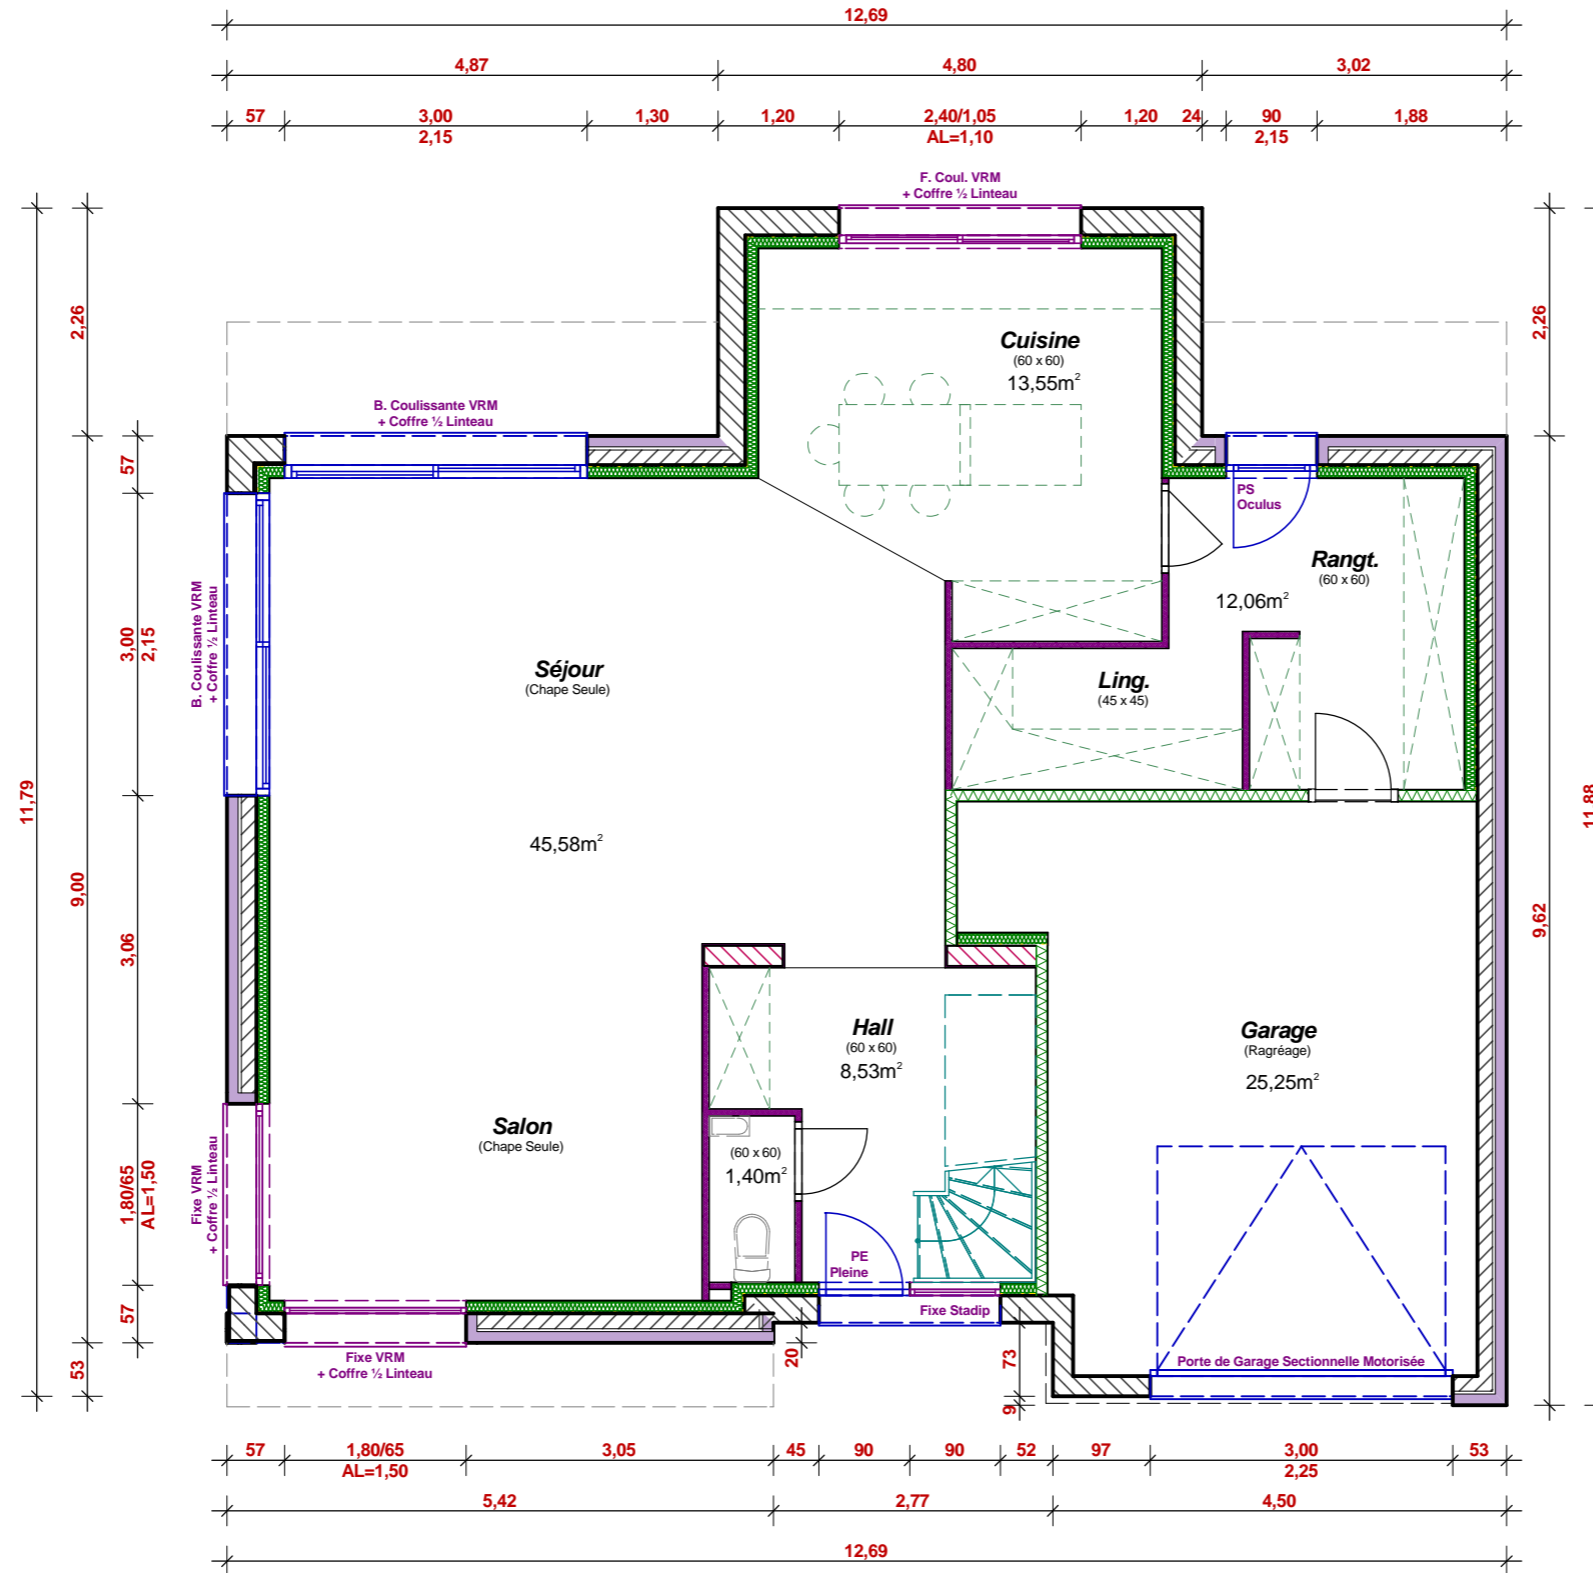 12,69
4,87 4,80 3,02
57 3,00 1,30 1,20 2,40/1,05 1,20 24 90 1,88
2,15 AL=1,10 2,15
F. Coul. VRM
+ Coffre ½ Linteau
2,26
2,26
Cuisine
(60 x 60)
13,55m²
B. Coulissante VRM
+ Coffre ½ Linteau
57
PS
Oculus
Rangt.
(60 x 60)
12,06m²
B. Coulissante VRM
+ Coffre ½ Linteau
3,00
2,15
Séjour
(Chape Seule)
Ling.
(45 x 45)
11,79
11,88
45,58m²
9,00
9,62
3,06
Hall
(60 x 60)
8,53m²
Garage
(Ragréage)
25,25m²
Salon
(Chape Seule)
(60 x 60)
1,40m²
Fixe VRM
+ Coffre ½ Linteau
1,80/65
AL=1,50
PE
Pleine
Fixe Stadip
57
53
Fixe VRM
+ Coffre ½ Linteau
20
73
9
Porte de Garage Sectionnelle Motorisée
57 1,80/65 3,05 45 90 90 52 97 3,00 53
AL=1,50 2,25
5,42 2,77 4,50
12,69